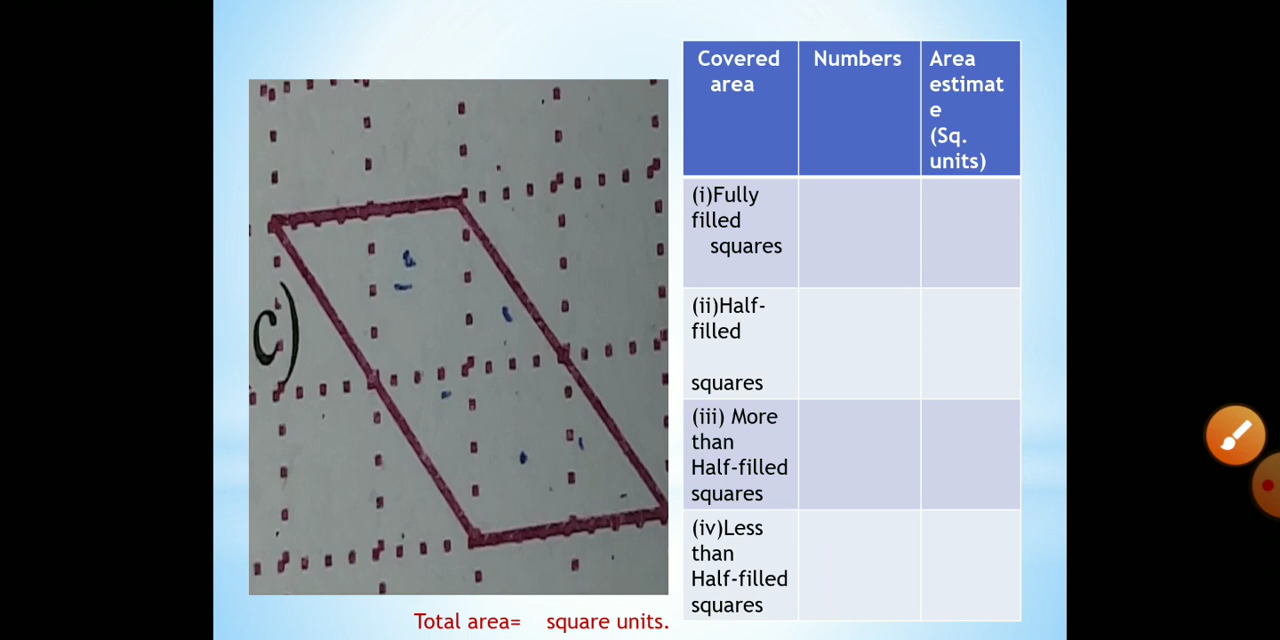 Covered area
Numbers
Area
estimat
e
(Sq.
units)
(i)Fully
filled
squares
(ii)Half-
filled
squares
(iii) More
than
Half-filled
squares
(iv)Less
than
Half-filled
squares
c)
Total area= square units.